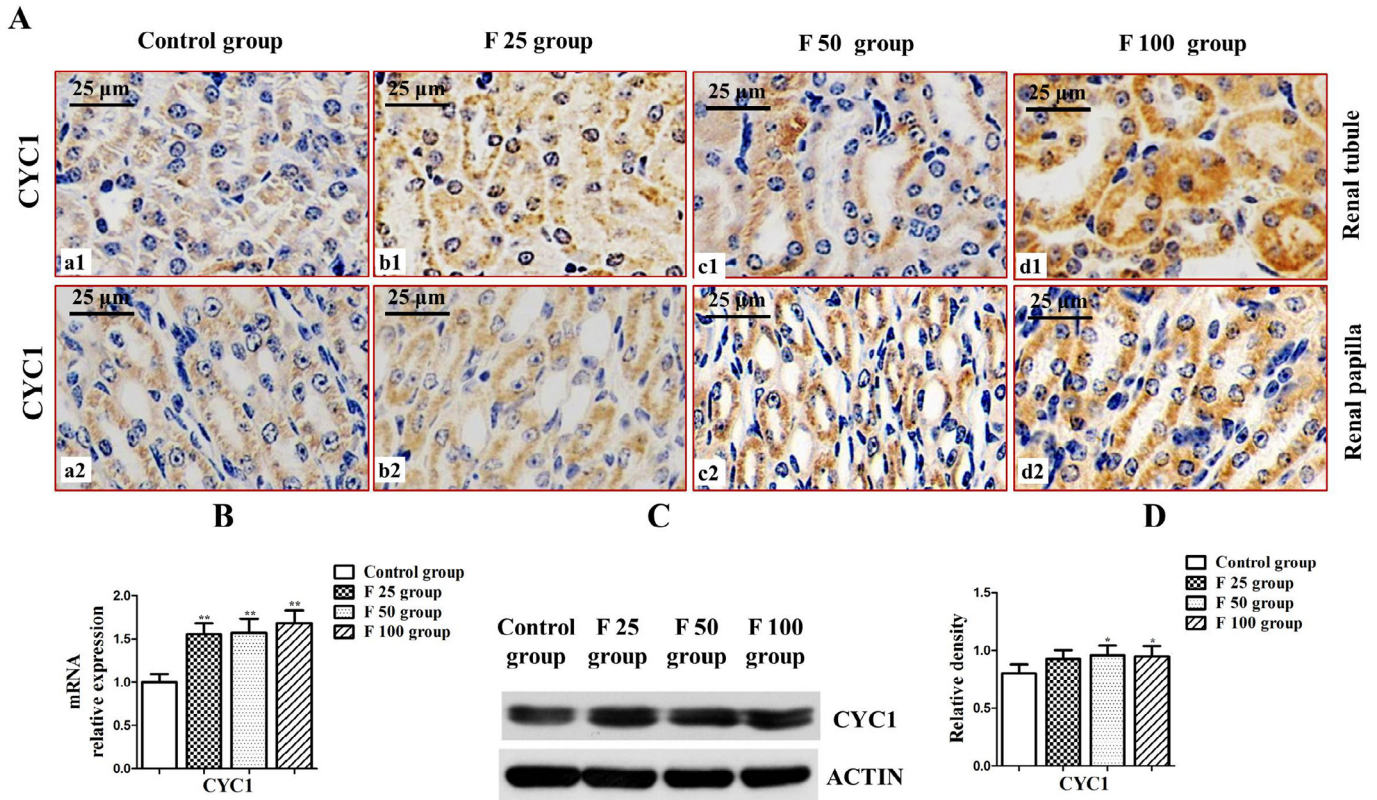 A
Control group
F 25 group
F 50 group
F 100 group
CYC1
25 µm
a1
25 µm
b1
25 µm
c1
25 µm
d1
Renal tubule
CYC1
25 µm
a2
25 µm
b2
25 µm
c2
25 µm
d2
Renal papilla
B
mRNA
relative expression
2.0
1.5
1.0
0.5
0.0
**
**
**
CYC1
Control group
F 25 group
F 50 group
F 100 group
C
Control group
F 25 group
F 50 group
F 100 group
CYC1
ACTIN
D
Relative density
1.5
1.0
0.5
0.0
*
*
CYC1
Control group
F 25 group
F 50 group
F 100 group